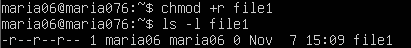 maria06@maria076:~$ chmod +r file1
maria06@maria076:~$ ls -l file1
-r--r--r-- 1 maria06 maria06 0 Nov  7 15:09 file1